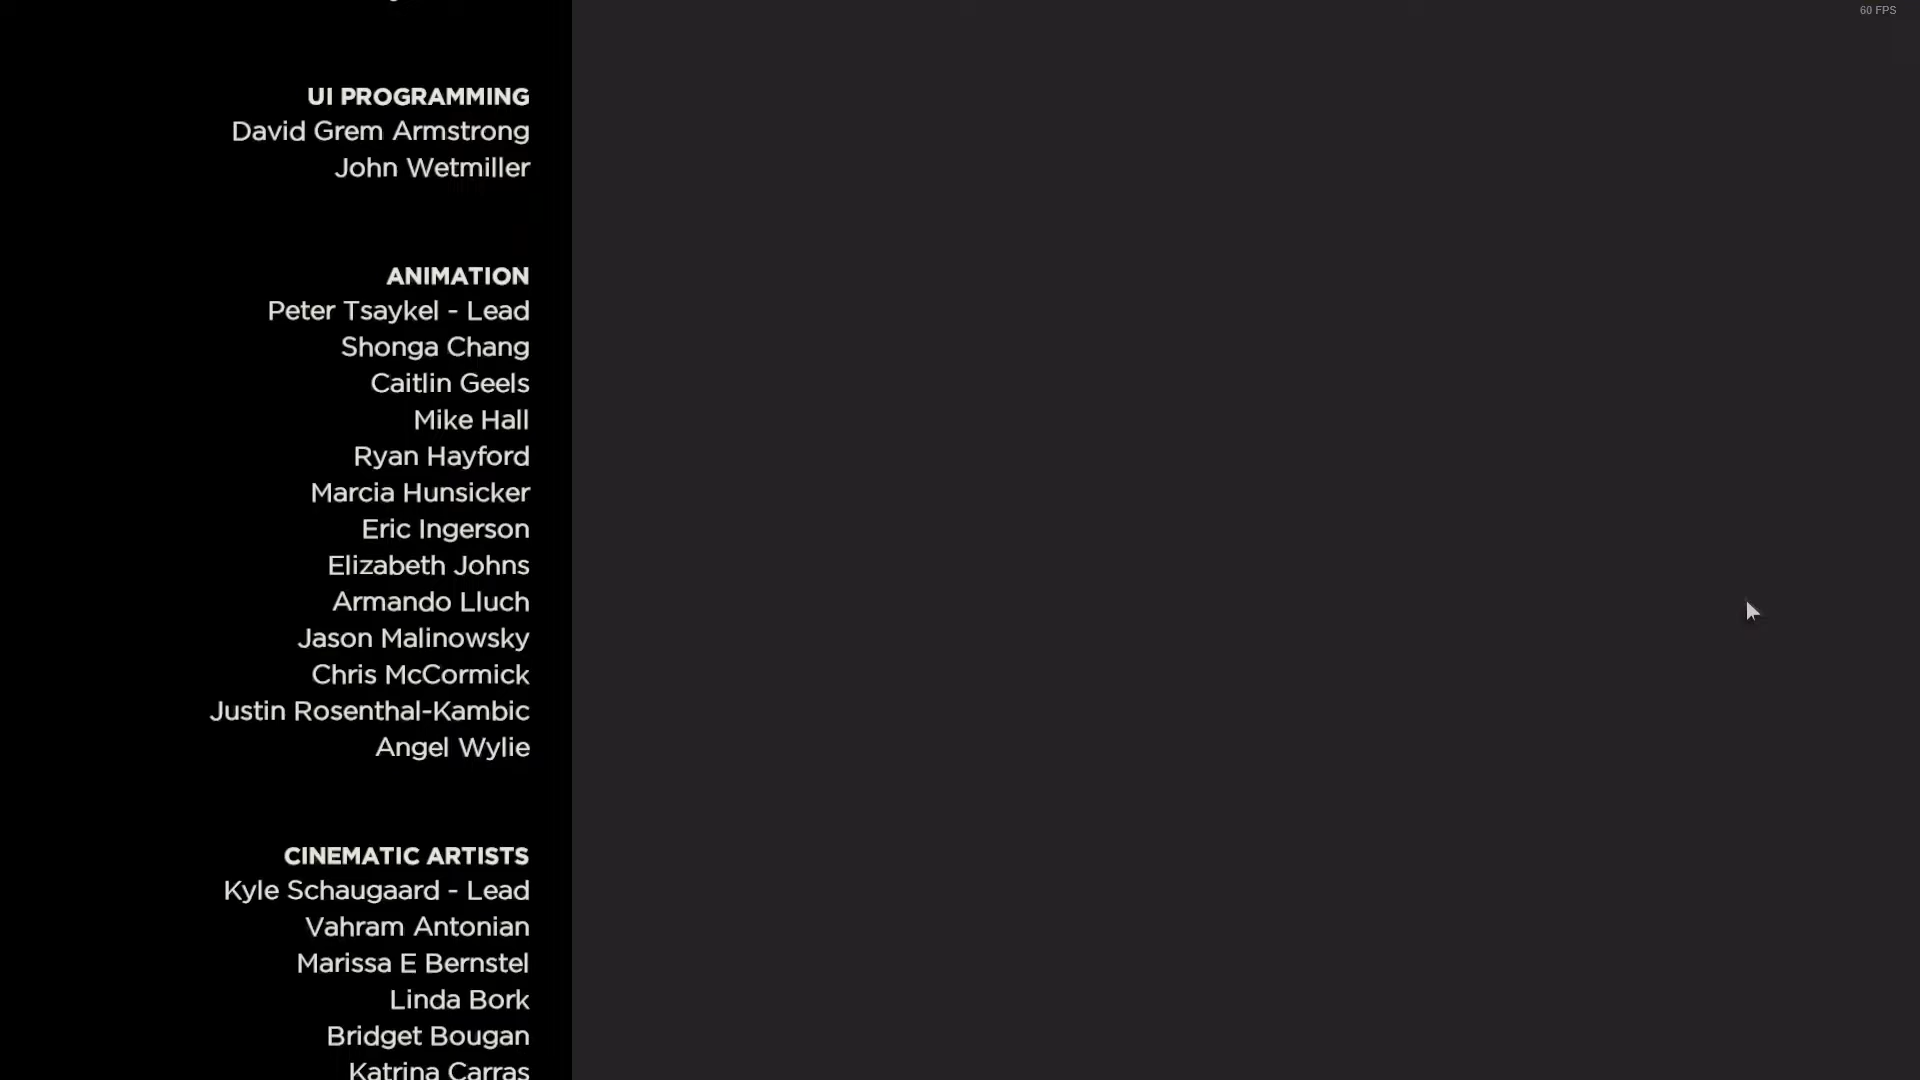 60 FPS
UI PROGRAMMING
David Grem Armstrong
John Wetmiller
ANIMATION
Peter Tsaykel - Lead
Shonga Chang
Caitlin Geels
Mike Hall
Ryan Hayford
Marcia Hunsicker
Eric Ingerson
Elizabeth Johns
Armando Lluch
Jason Malinowsky
Chris McCormick
Justin Rosenthal-Kambic
Angel Wylie
CINEMATIC ARTISTS
Kyle Schaugaard - Lead
Vahram Antonian
Marissa E Bernstel
Linda Bork
Bridget Bougan
Katrina Carras